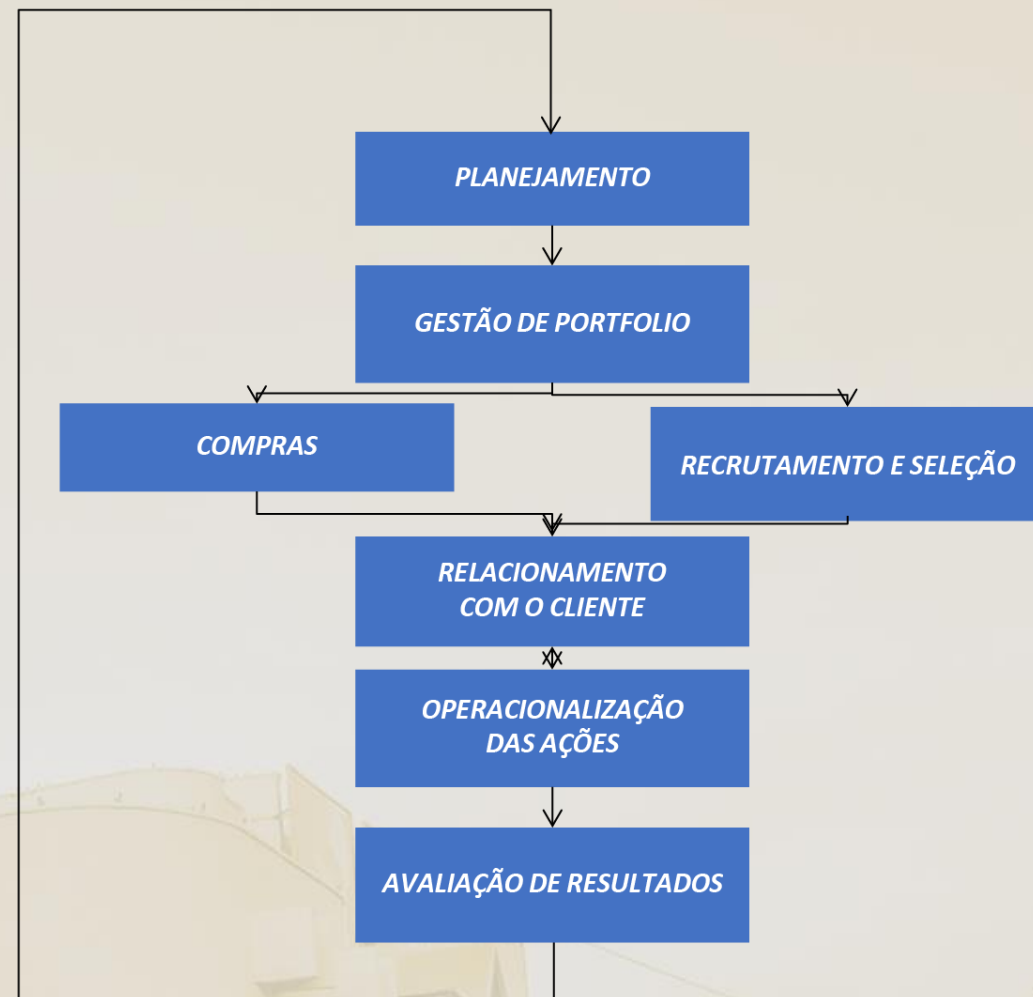 PLANEJAMENTO
GESTÃO DE PORTFOLIO
COMPRAS
RECRUTAMENTO E SELEÇÃO
RELACIONAMENTO
COM O CLIENTE
OPERACIONALIZAÇÃO
DAS AÇÕES
AVALIAÇÃO DE RESULTADOS